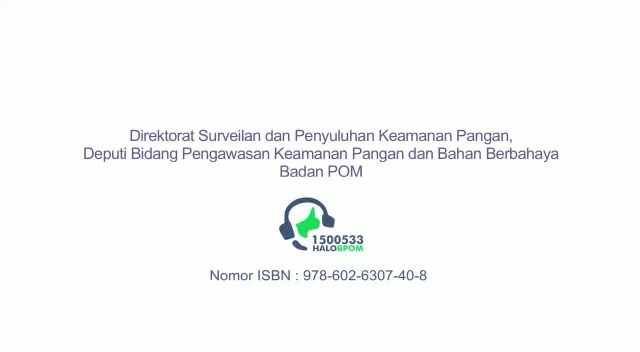 Direktorat Surveilan dan Penyuluhan Keamanan Pangan,
Deputi Bidang Pengawasan Keamanan Pangan dan Bahan Berbahaya
Badan POM
1500533
HALOBPOM
Nomor ISBN : 978-602-6307-40-8